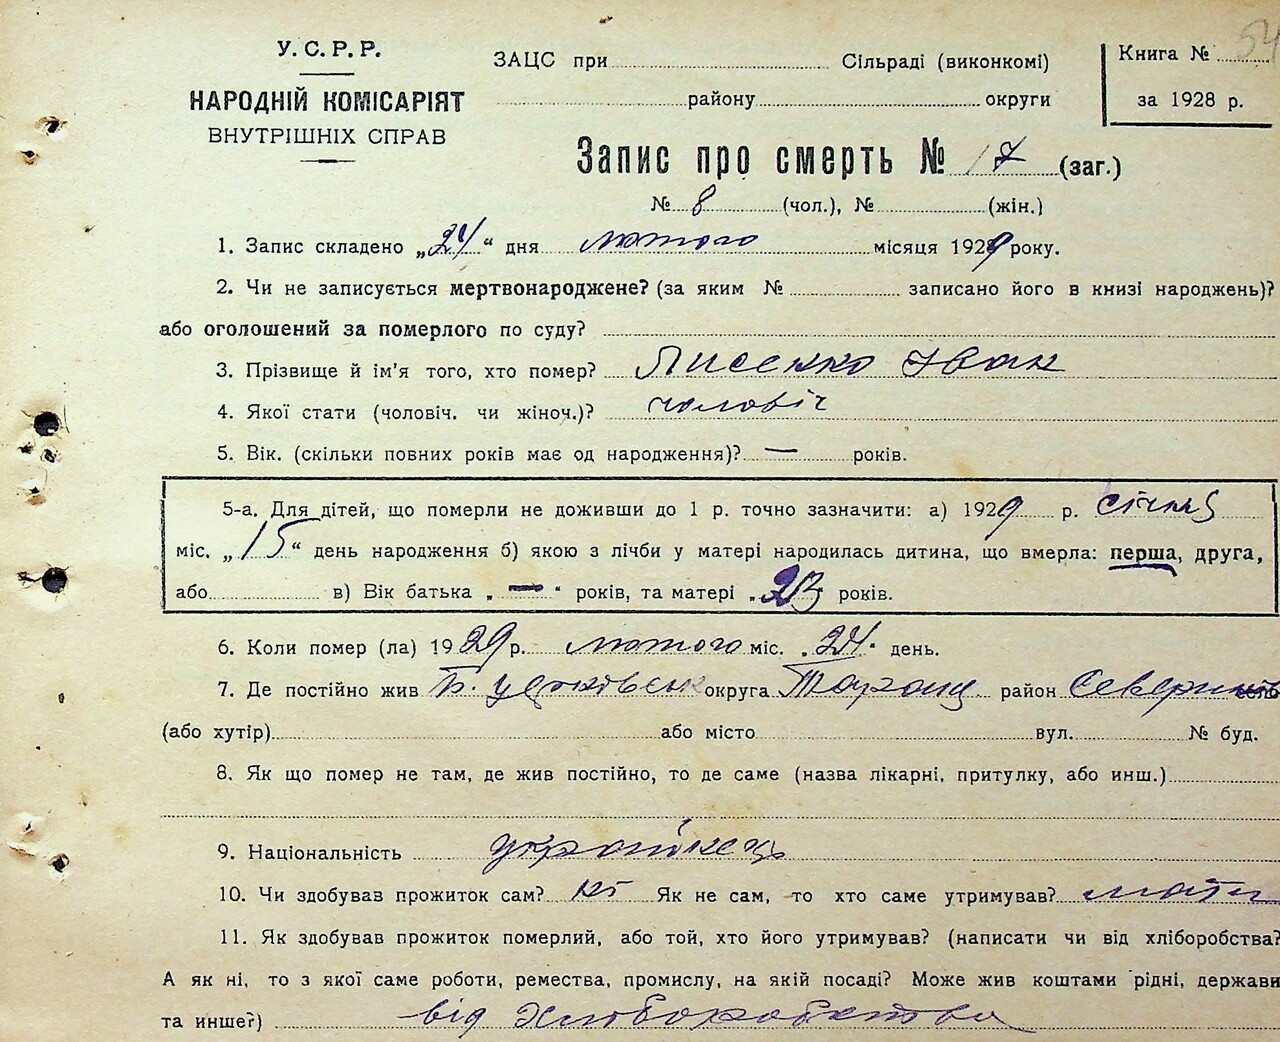 54
У. С. Р. Р.
НАРОДНІЙ КОМІСАРІЯТ
ВНУТРІШНІХ СПРАВ
ЗАЦС при Сільраді (виконкомі)
району округи
Книга №
за 1928 р.
Запис про смерть № 17 (заг.)
№ 8 (чол.), № (жін.)
1. Запис складено „24“ дня лютого місяця 1929 року.
2. Чи не записується мертвонароджене? (за яким № записано його в книзі народжень)?
або оголошений за померлого по суду?
3. Прізвище й ім'я того, хто помер? Лисенко Іван
4. Якої стати (чоловіч. чи жіноч.)? чоловіч
5. Вік. (скільки повних років має од народження)? — років.
5-а. Для дітей, що померли не доживши до 1 р. точно зазначити: а) 1929 р. січня
міс. „15“ день народження б) якою з лічби у матері народилась дитина, що вмерла: перша, друга,
або в) Вік батька „—“ років, та матері „23“ років.
6. Коли помер (ла) 1929 р. лютого міс. „24“ день.
7. Де постійно жив Б. Церковськ округа Таращ район село
(або хутір) або місто вул. № буд.
8. Як що помер не там, де жив постійно, то де саме (назва лікарні, притулку, або инш.)
9. Національність українець
10. Чи здобував прожиток сам? ні Як не сам, то хто саме утримував? мати
11. Як здобував прожиток померлий, або той, хто його утримував? (написати чи від хліборобства?
А як ні, то з якої саме роботи, ремества, промислу, на якій посаді? Може жив коштами рідні, держави
та инше?) від хліборобства